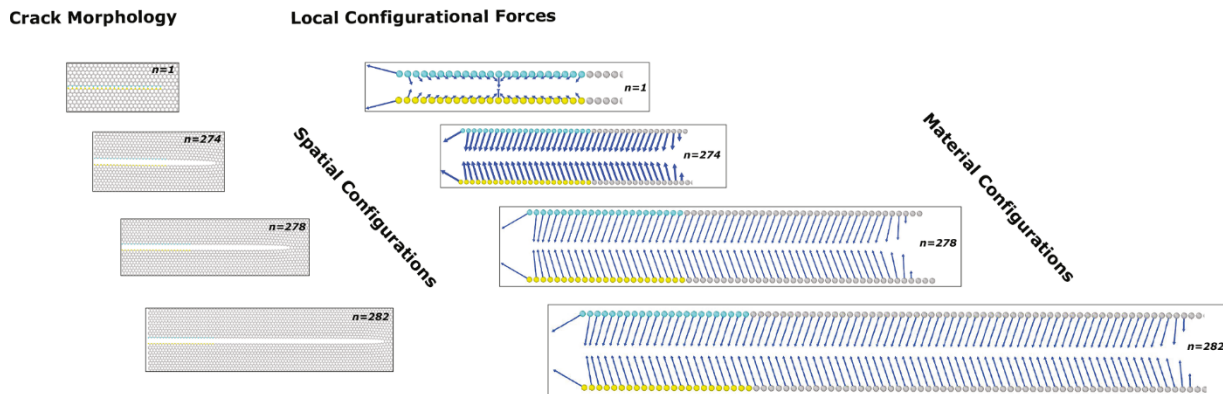 Crack Morphology
Local Configurational Forces
n=1
n=274
n=278
n=282
Spatial Configurations
n=1
n=274
n=278
n=282
Material Configurations